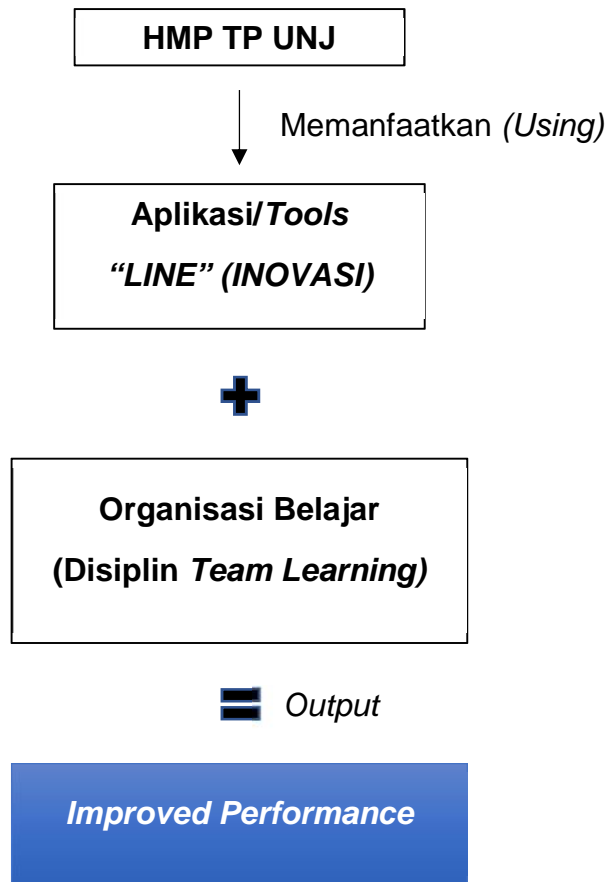 HMP TP UNJ
Memanfaatkan (Using)
Aplikasi/Tools
“LINE” (INOVASI)
Organisasi Belajar
(Disiplin Team Learning)
Output
Improved Performance